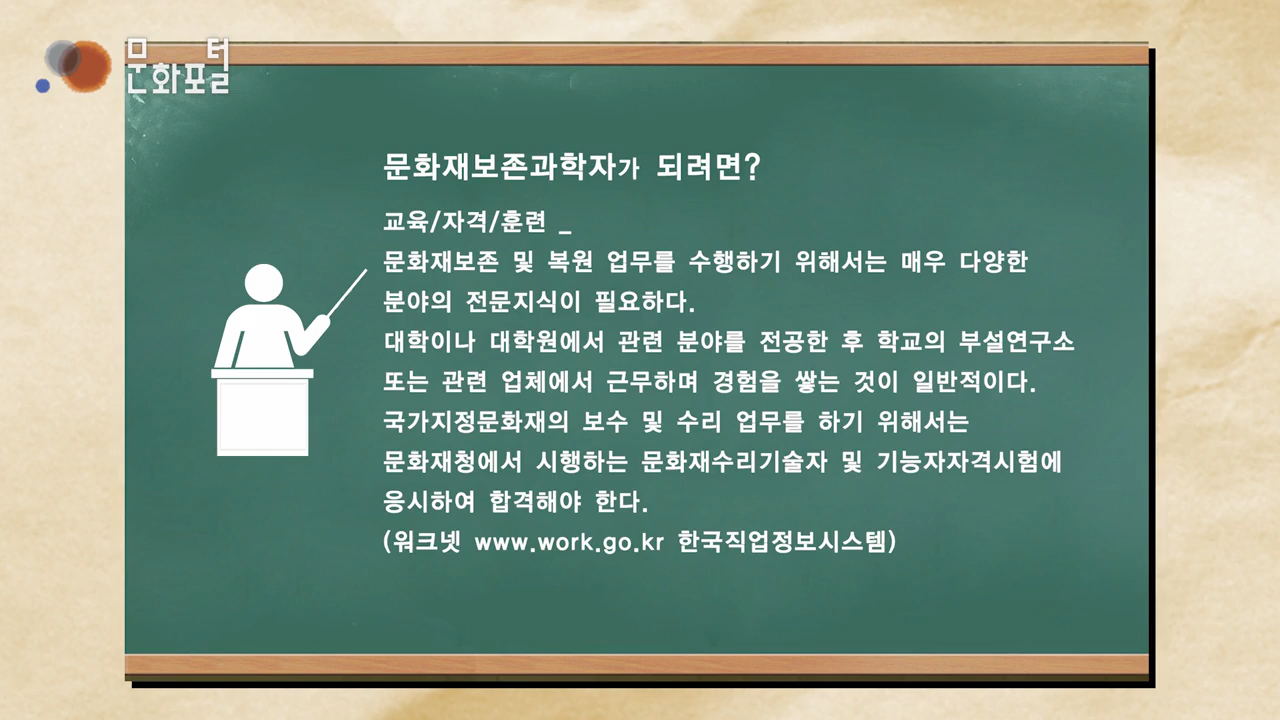 문화포털
문화재보존과학자가 되려면?
교육/자격/훈련 _
문화재보존 및 복원 업무를 수행하기 위해서는 매우 다양한
분야의 전문지식이 필요하다.
대학이나 대학원에서 관련 분야를 전공한 후 학교의 부설연구소
또는 관련 업체에서 근무하며 경험을 쌓는 것이 일반적이다.
국가지정문화재의 보수 및 수리 업무를 하기 위해서는
문화재청에서 시행하는 문화재수리기술자 및 기능자자격시험에
응시하여 합격해야 한다.
(워크넷 www.work.go.kr 한국직업정보시스템)